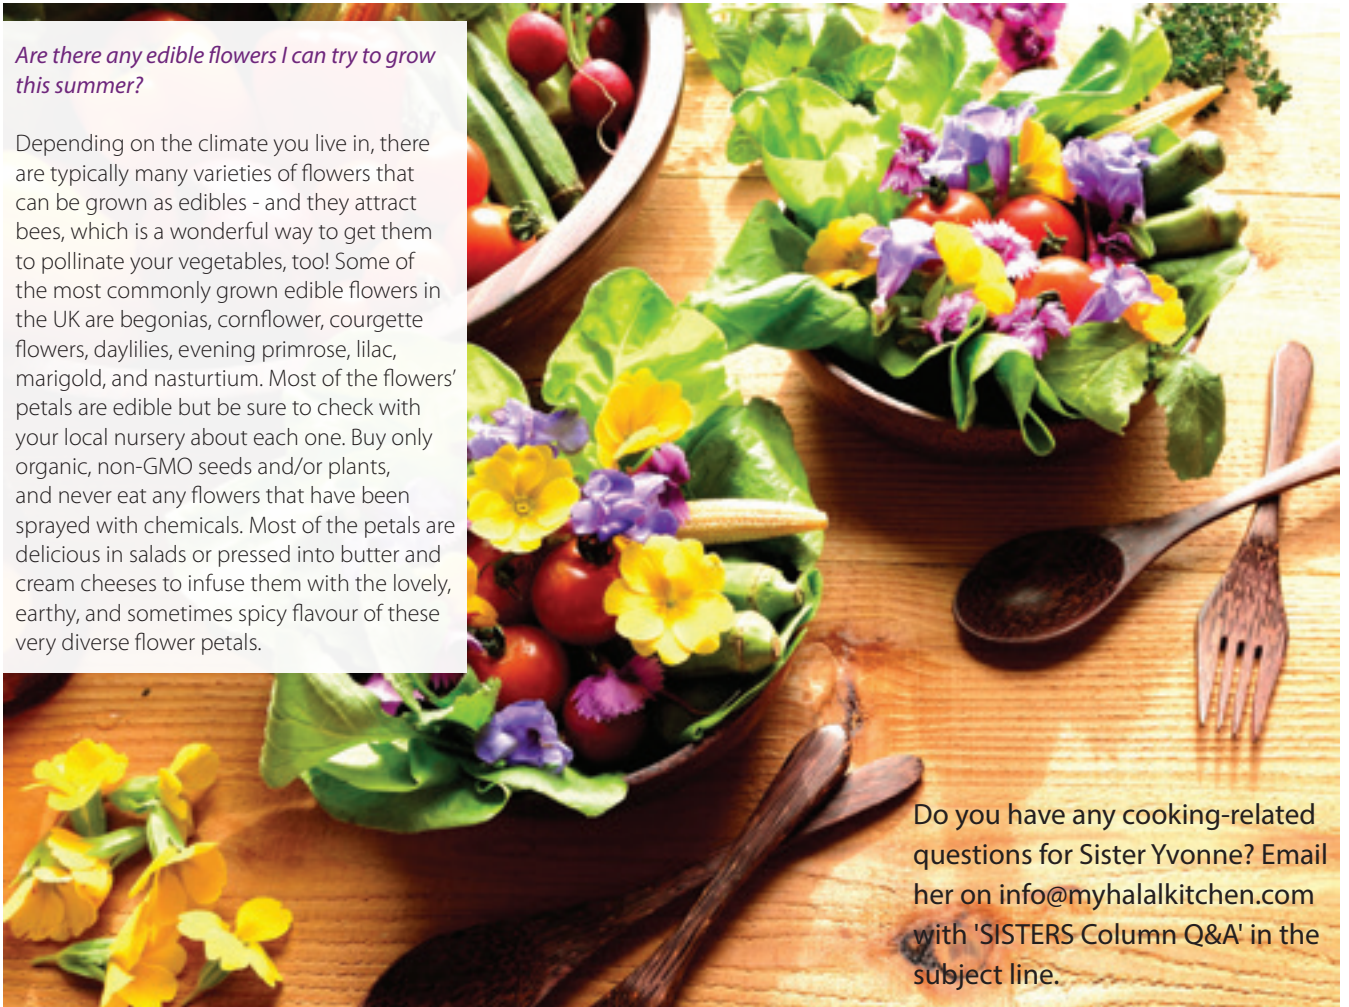 Are there any edible flowers I can try to grow
this summer?
Depending on the climate you live in, there
are typically many varieties of flowers that
can be grown as edibles - and they attract
bees, which is a wonderful way to get them
to pollinate your vegetables, too! Some of
the most commonly grown edible flowers in
the UK are begonias, cornflower, courgette
flowers, daylilies, evening primrose, lilac,
marigold, and nasturtium. Most of the flowers’
petals are edible but be sure to check with
your local nursery about each one. Buy only
organic, non-GMO seeds and/or plants,
and never eat any flowers that have been
sprayed with chemicals. Most of the petals are
delicious in salads or pressed into butter and
cream cheeses to infuse them with the lovely,
earthy, and sometimes spicy flavour of these
very diverse flower petals.
Do you have any cooking-related
questions for Sister Yvonne? Email
her on info@myhalalkitchen.com
with 'SISTERS Column Q&A' in the
subject line.